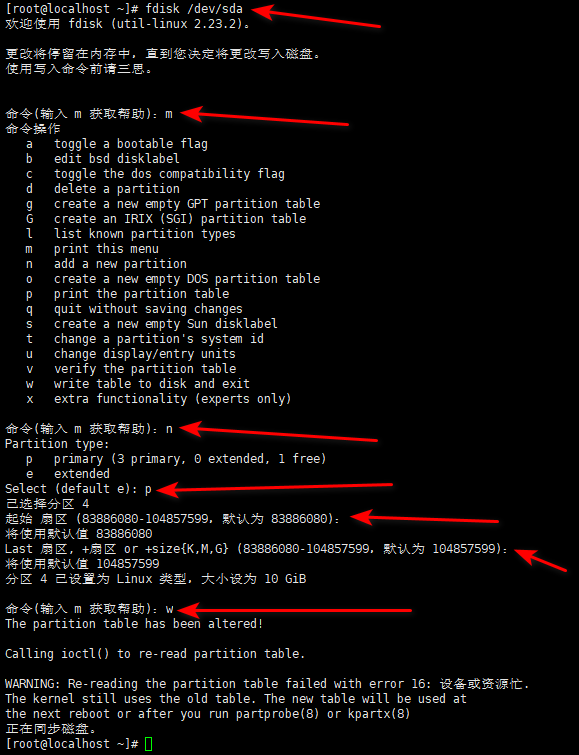 [root@localhost ~]# fdisk /dev/sda
欢迎使用 fdisk (util-linux 2.23.2)。
更改将停留在内存中，直到您决定将更改写入磁盘。
使用写入命令前请三思。
命令(输入 m 获取帮助)：m
命令操作
a   toggle a bootable flag
b   edit bsd disklabel
c   toggle the dos compatibility flag
d   delete a partition
g   create a new empty GPT partition table
G   create an IRIX (SGI) partition table
l   list known partition types
m   print this menu
n   add a new partition
o   create a new empty DOS partition table
p   print the partition table
q   quit without saving changes
s   create a new empty Sun disklabel
t   change a partition's system id
u   change display/entry units
v   verify the partition table
w   write table to disk and exit
x   extra functionality (experts only)
命令(输入 m 获取帮助)：n
Partition type:
p   primary (3 primary, 0 extended, 1 free)
e   extended
Select (default e): p
已选择分区 4
起始 扇区 (83886080-104857599，默认为 83886080)：
将使用默认值 83886080
Last 扇区, +扇区 or +size{K,M,G} (83886080-104857599，默认为 104857599)：
将使用默认值 104857599
分区 4 已设置为 Linux 类型，大小设为 10 GiB
命令(输入 m 获取帮助)：w
The partition table has been altered!
Calling ioctl() to re-read partition table.
WARNING: Re-reading the partition table failed with error 16: 设备或资源忙.
The kernel still uses the old table. The new table will be used at
the next reboot or after you run partprobe(8) or kpartx(8)
正在同步磁盘。
[root@localhost ~]#